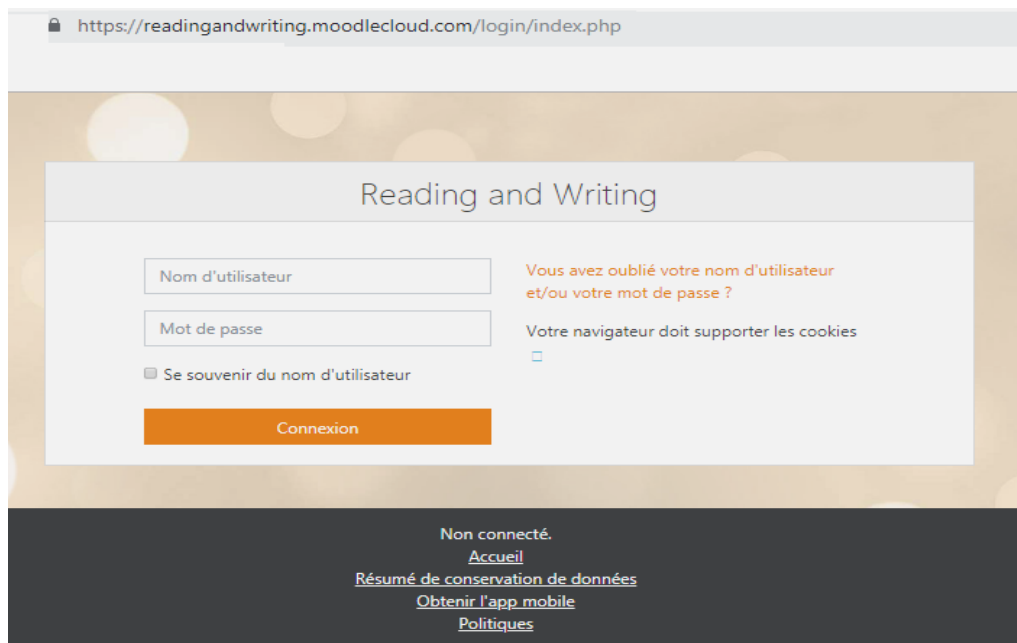 https://readingandwriting.moodlecloud.com/login/index.php
Reading and Writing
Nom d'utilisateur
Mot de passe
Se souvenir du nom d'utilisateur
Connexion
Vous avez oublié votre nom d'utilisateur
et/ou votre mot de passe ?
Votre navigateur doit supporter les cookies
Non connecté.
Accueil
Résumé de conservation de données
Obtenir l'app mobile
Politiques